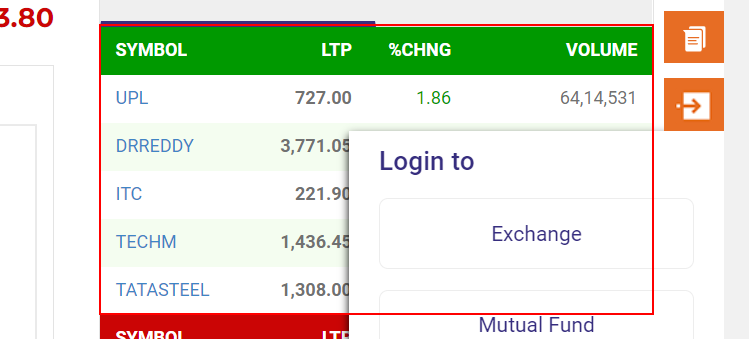 3.80
SYMBOL LTP %CHNG VOLUME
UPL 727.00 1.86 64,14,531
DRREDDY 3,771.05
ITC 221.90
TECHM 1,436.45
TATASTEEL 1,308.00
SYMBOL LTP
Login to
Exchange
Mutual Fund